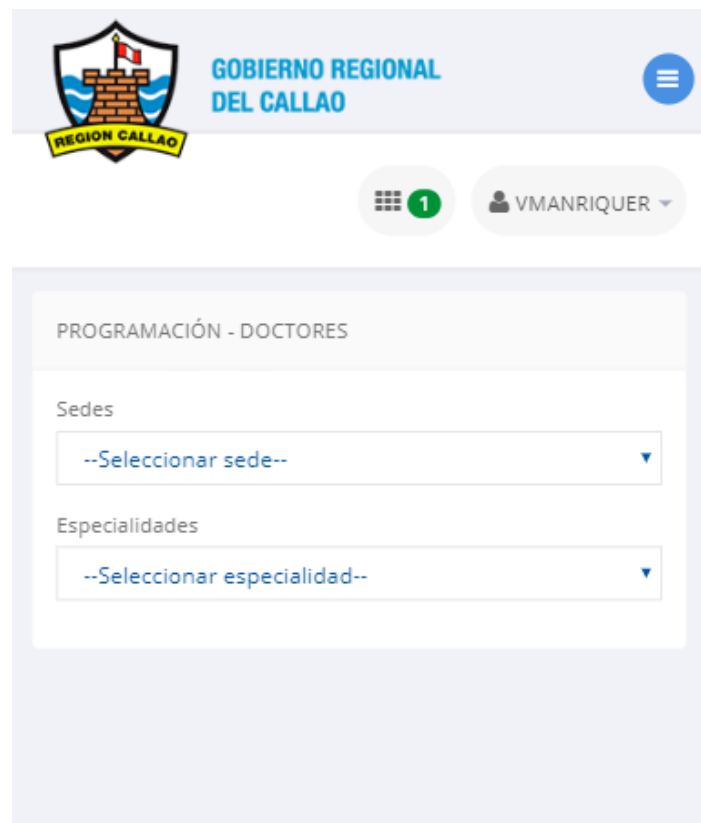 GOBIERNO REGIONAL
DEL CALLAO
REGION CALLAO
1
VMANRIQUER
PROGRAMACIÓN - DOCTORES
Sedes
--Seleccionar sede--
Especialidades
--Seleccionar especialidad--